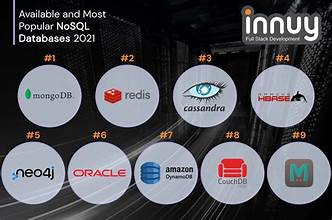 Available and Most
Popular NoSQL
Databases 2021
innuy
Full Stack Development
#1
#2
#3
#4
mongoDB.
redis
cassandra
HBASE
#5
#6
#7
#8
#9
neo4j
ORACLE
amazon
DynamoDB
CouchDB
M